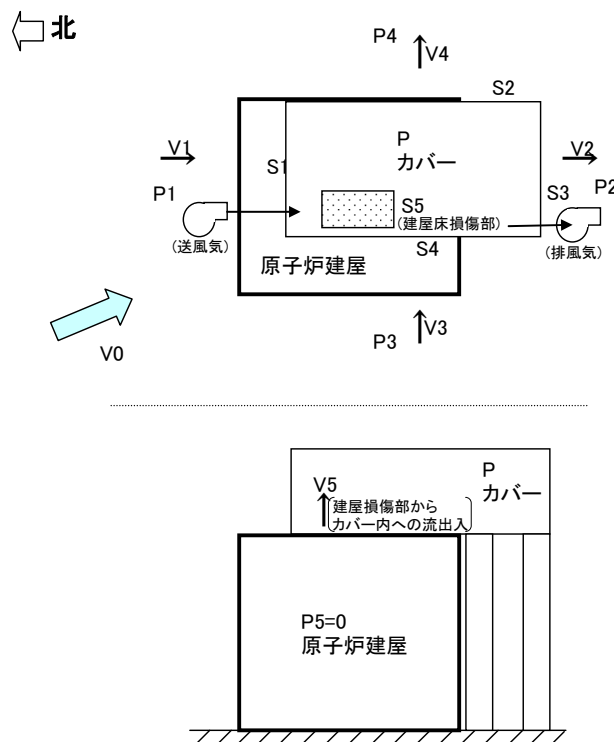 北
P4
V4
S2
V1
P
カバー
V2
S1
P1
S3
P2
S5
(建屋床損傷部)
(送風気)
S4
(排風気)
原子炉建屋
P3
V3
V0
P
カバー
V5
建屋損傷部から
カバー内への流出入
P5=0
原子炉建屋